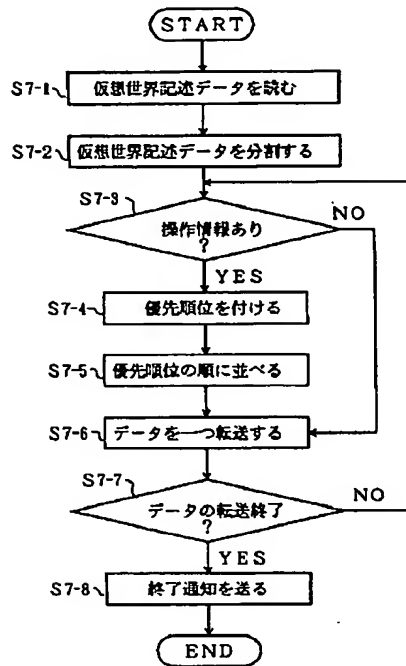 START
S7-1 仮想世界記述データを読む
S7-2 仮想世界記述データを分割する
S7-3
操作情報あり
?
NO
YES
S7-4 優先順位を付ける
S7-5 優先順位の順に並べる
S7-6 データを一つ転送する
S7-7
データの転送終了
?
NO
YES
S7-8 終了通知を送る
END